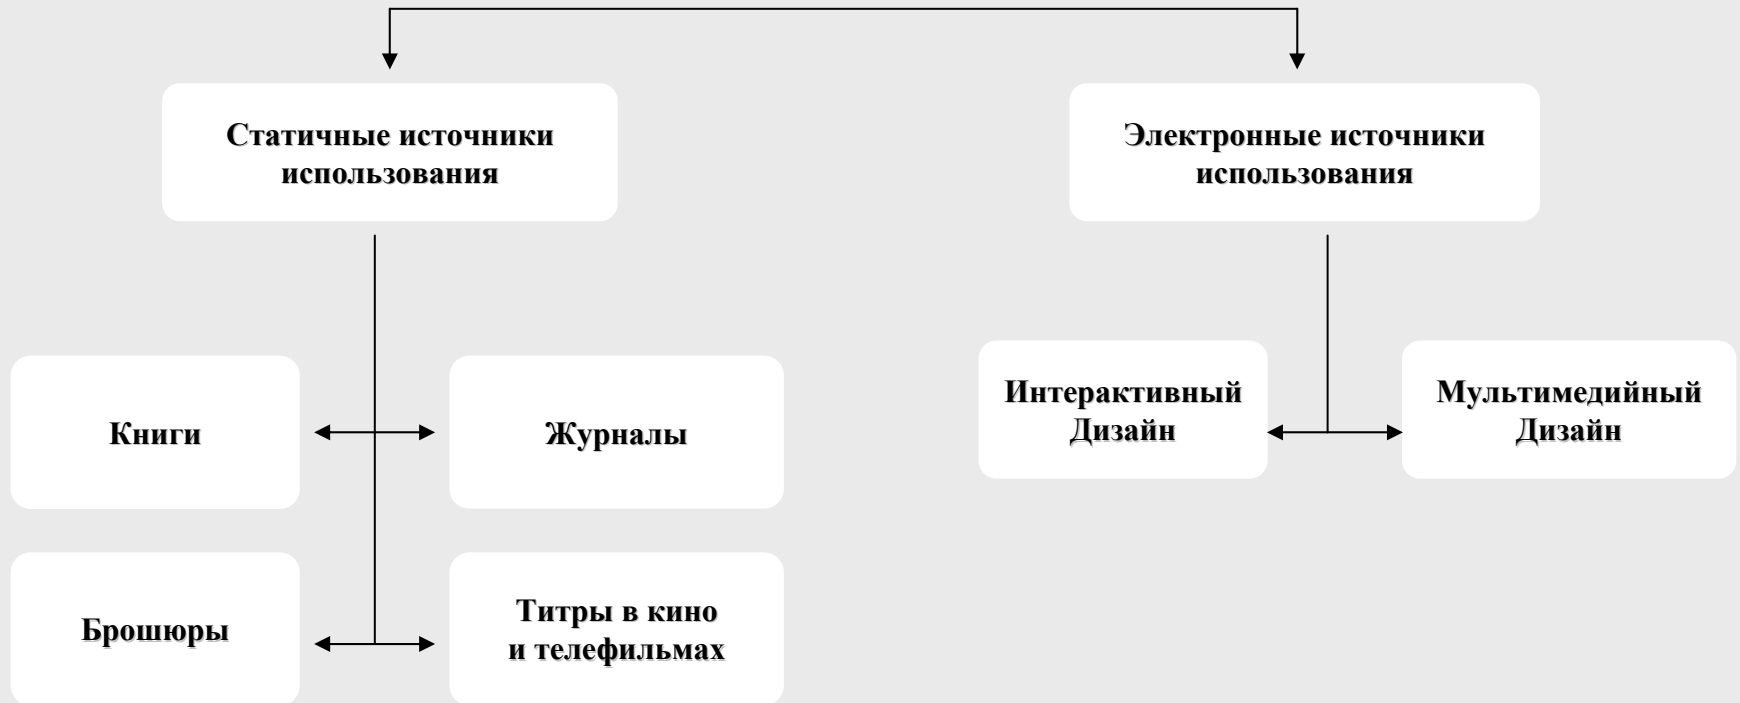 Статичные источники
использования
Электронные источники
использования
Книги
Журналы
Интерактивный
Дизайн
Мультимедийный
Дизайн
Брошюры
Титры в кино
и телефильмах